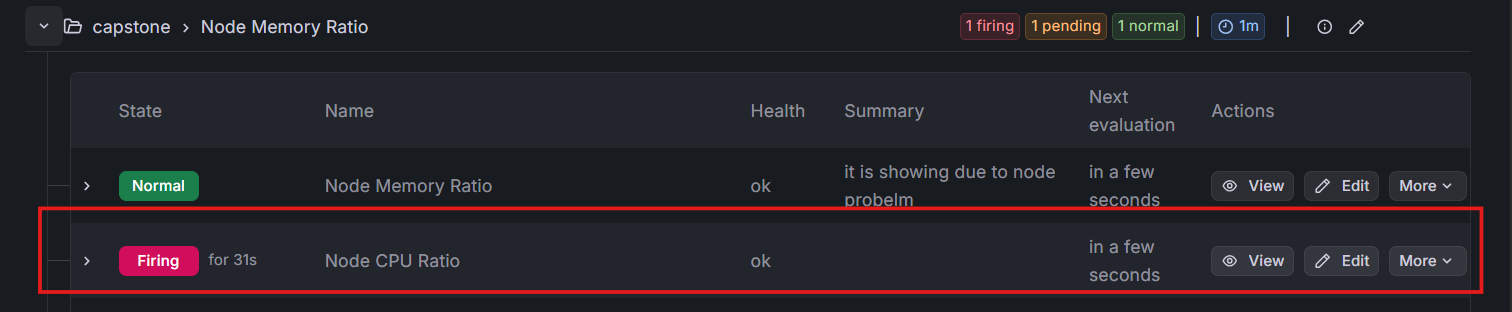 capstone > Node Memory Ratio 1 firing 1 pending 1 normal | 1m |
State Name Health Summary Next evaluation Actions
Normal Node Memory Ratio ok it is showing due to node probelm in a few seconds View Edit More
Firing for 31s Node CPU Ratio ok in a few seconds View Edit More